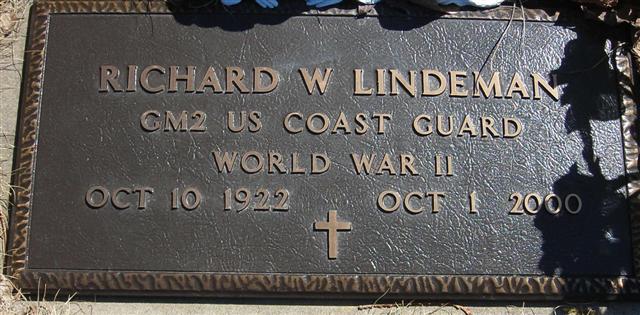 RICHARD W LINDEMAN
GM2 US COAST GUARD
WORLD WAR II
OCT 10 1922 OCT 1 2000